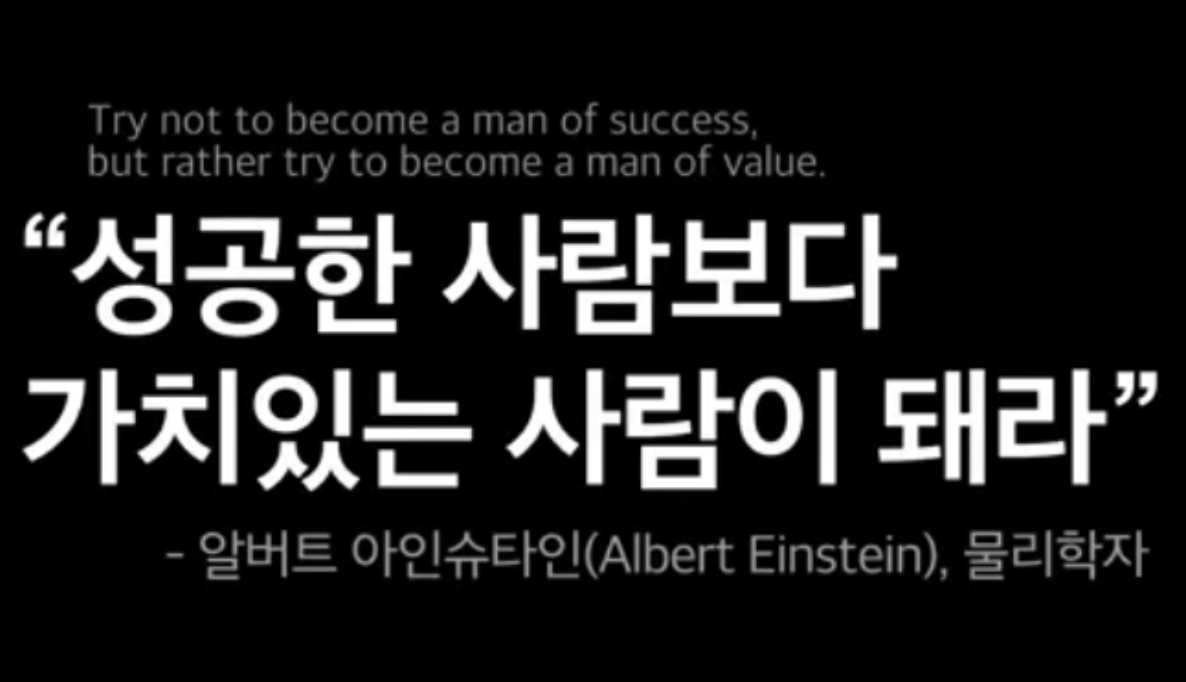 Try not to become a man of success,
but rather try to become a man of value.
“성공한 사람보다
가치있는 사람이 돼라”
- 알버트 아인슈타인(Albert Einstein), 물리학자